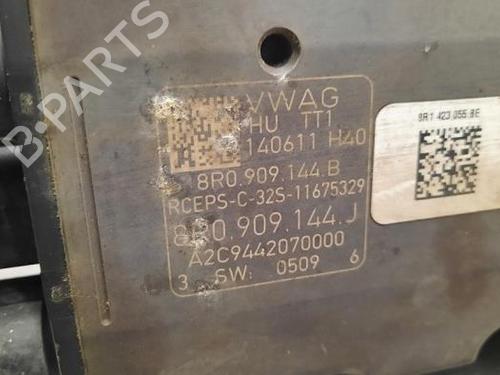 VWAG
HU TT1
140611 H40
8R0.909.144.B
RCEPS-C-32S-11675329
8R0.909.144.J
A2C9442070000
3 SW: 0509 6
8R1 423 055 BE
B-PARTS